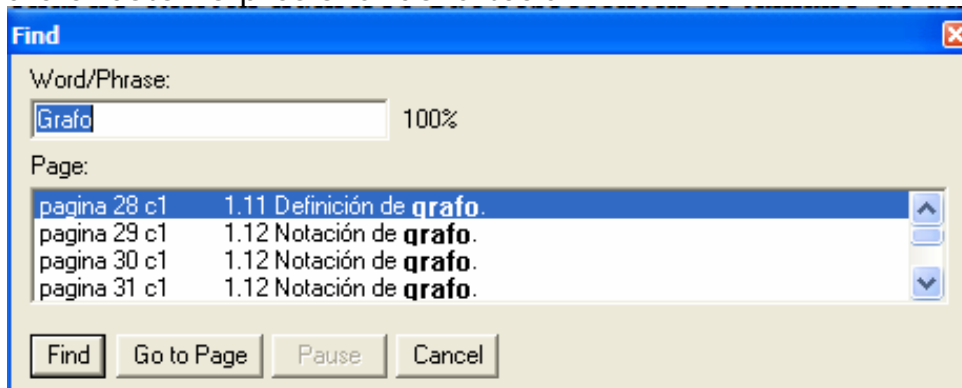 Find
Word/Phrase:
Grafo 100%
Page:
pagina 28 c1 1.11 Definición de grafo.
pagina 29 c1 1.12 Notación de grafo.
pagina 30 c1 1.12 Notación de grafo.
pagina 31 c1 1.12 Notación de grafo.
Find Go to Page Pause Cancel